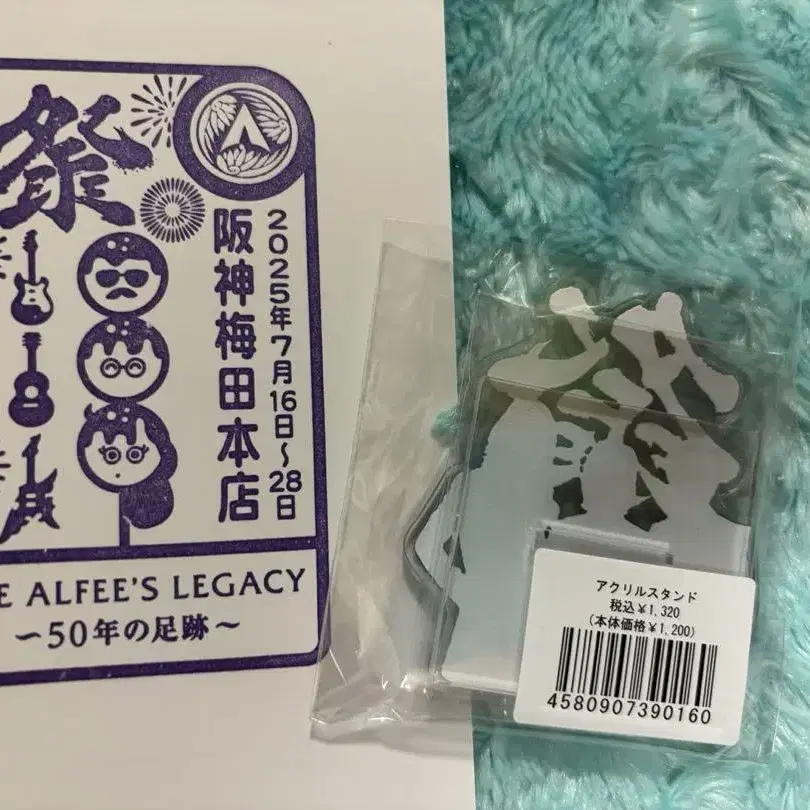 祭
2025年7月16日〜28日
阪神梅田本店
E ALFEE'S LEGACY
〜50年の足跡〜
アクリルスタンド
税込¥1,320
(本体価格¥1,200)
4580907390160